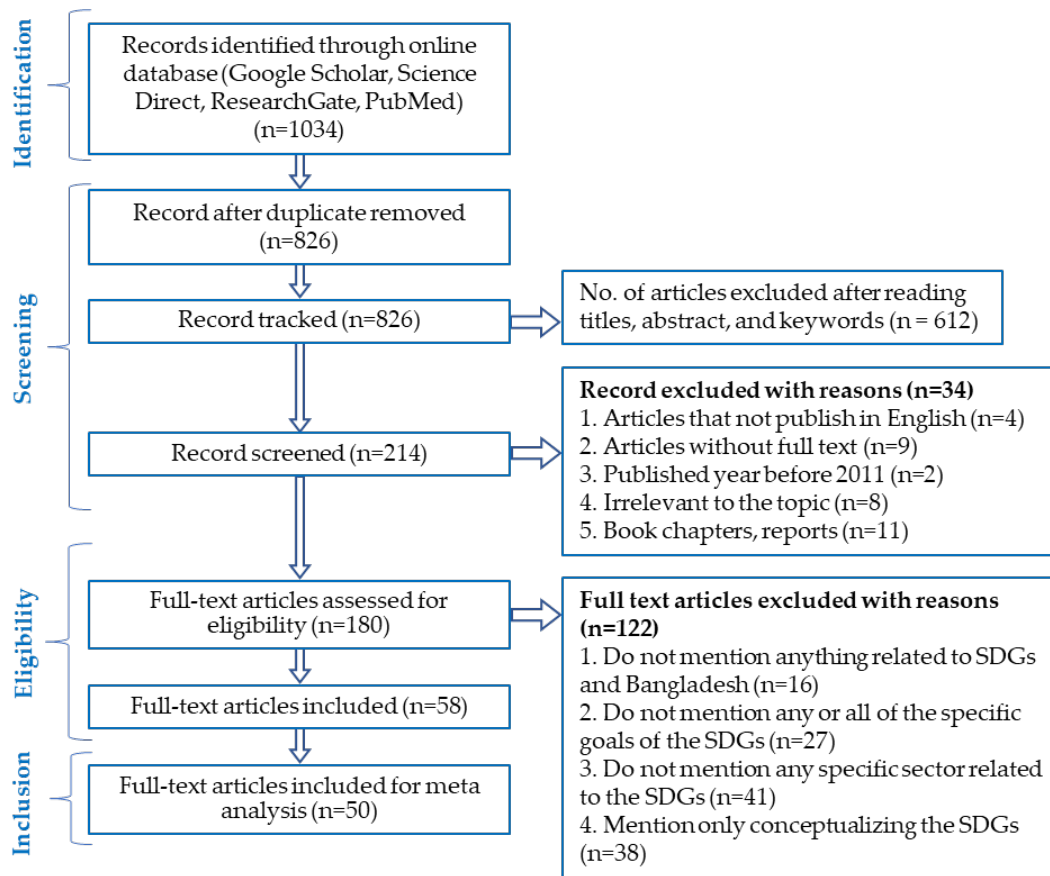 Identification
Records identified through online
database (Google Scholar, Science
Direct, ResearchGate, PubMed)
(n=1034)
Screening
Record after duplicate removed
(n=826)
Record tracked (n=826)
No. of articles excluded after reading
titles, abstract, and keywords (n = 612)
Record screened (n=214)
Record excluded with reasons (n=34)
1. Articles that not publish in English (n=4)
2. Articles without full text (n=9)
3. Published year before 2011 (n=2)
4. Irrelevant to the topic (n=8)
5. Book chapters, reports (n=11)
Eligibility
Full-text articles assessed for
eligibility (n=180)
Full text articles excluded with reasons
(n=122)
1. Do not mention anything related to SDGs
and Bangladesh (n=16)
2. Do not mention any or all of the specific
goals of the SDGs (n=27)
3. Do not mention any specific sector related
to the SDGs (n=41)
4. Mention only conceptualizing the SDGs
(n=38)
Full-text articles included (n=58)
Inclusion
Full-text articles included for meta
analysis (n=50)